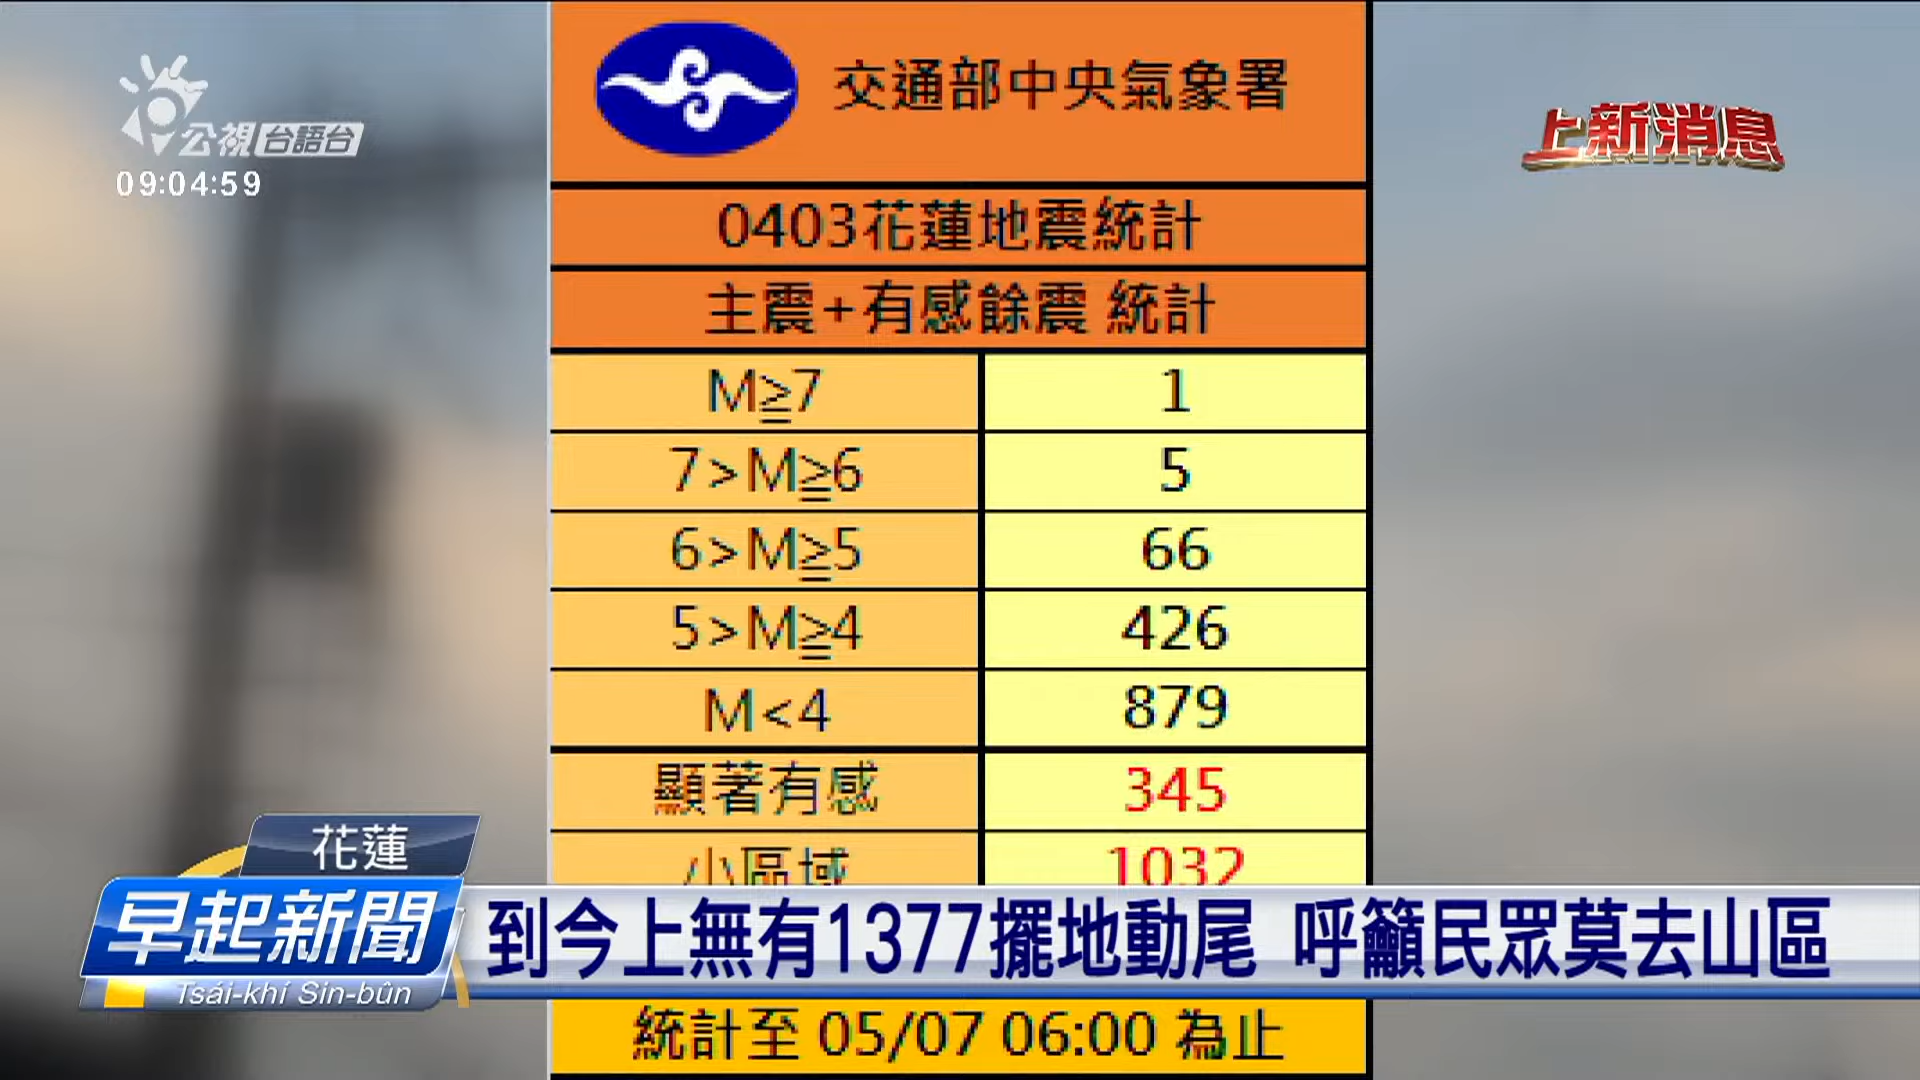 公視台語台
09:04:59
上新消息
交通部中央氣象署
0403花蓮地震統計
主震+有感餘震 統計
M≧7 1
7>M≧6 5
6>M≧5 66
5>M≧4 426
M<4 879
顯著有感 345
小區域 1032
花蓮
早起新聞
Tsái-khí Sin-bûn
到今上無有1377擺地動尾 呼籲民眾莫去山區
統計至 05/07 06:00 為止